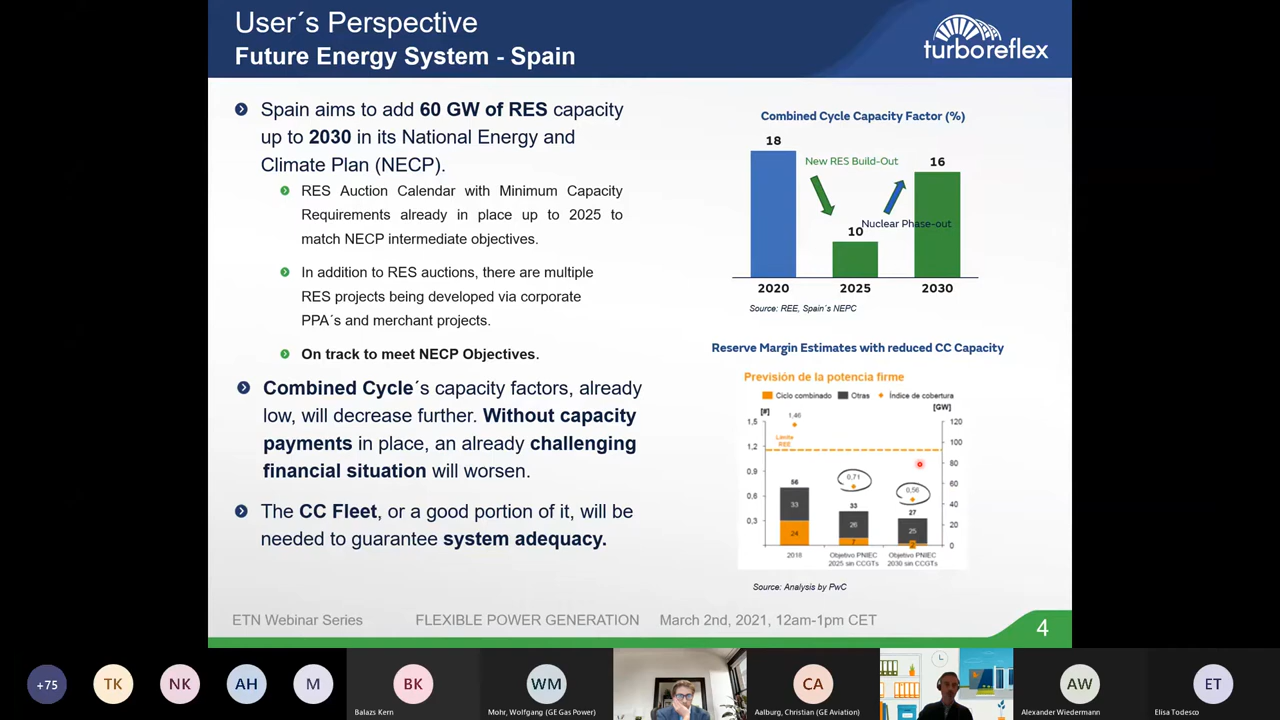 User´s Perspective
Future Energy System - Spain
turboreflex
Spain aims to add 60 GW of RES capacity
up to 2030 in its National Energy and
Climate Plan (NECP).
RES Auction Calendar with Minimum Capacity
Requirements already in place up to 2025 to
match NECP intermediate objectives.
In addition to RES auctions, there are multiple
RES projects being developed via corporate
PPA´s and merchant projects.
On track to meet NECP Objectives.
Combined Cycle´s capacity factors, already
low, will decrease further. Without capacity
payments in place, an already challenging
financial situation will worsen.
The CC Fleet, or a good portion of it, will be
needed to guarantee system adequacy.
Combined Cycle Capacity Factor (%)
18
New RES Build-Out
16
Nuclear Phase-out
10
2020 2025 2030
Source: REE, Spain´s NEPC
Reserve Margin Estimates with reduced CC Capacity
Previsión de la potencia firme
Ciclo combinado Otras Índice de cobertura
[#] [GW]
1,46
1,5 120
Límite
REE
100
1,2
80
0,9
0,71
60
0,56
0,6
56
40
33
27
33
26
25
0,3
20
24
7
2
0
2018
Objetivo PNIEC
2025 sin CCGTs
Objetivo PNIEC
2030 sin CCGTs
Source: Analysis by PwC
ETN Webinar Series FLEXIBLE POWER GENERATION March 2nd, 2021, 12am-1pm CET
4
+75 TK NK AH M BK WM CA AW ET
Balazs Kern
Mohr, Wolfgang (GE Gas Power)
Aalburg, Christian (GE Aviation)
Alexander Wiedermann
Elisa Todesco